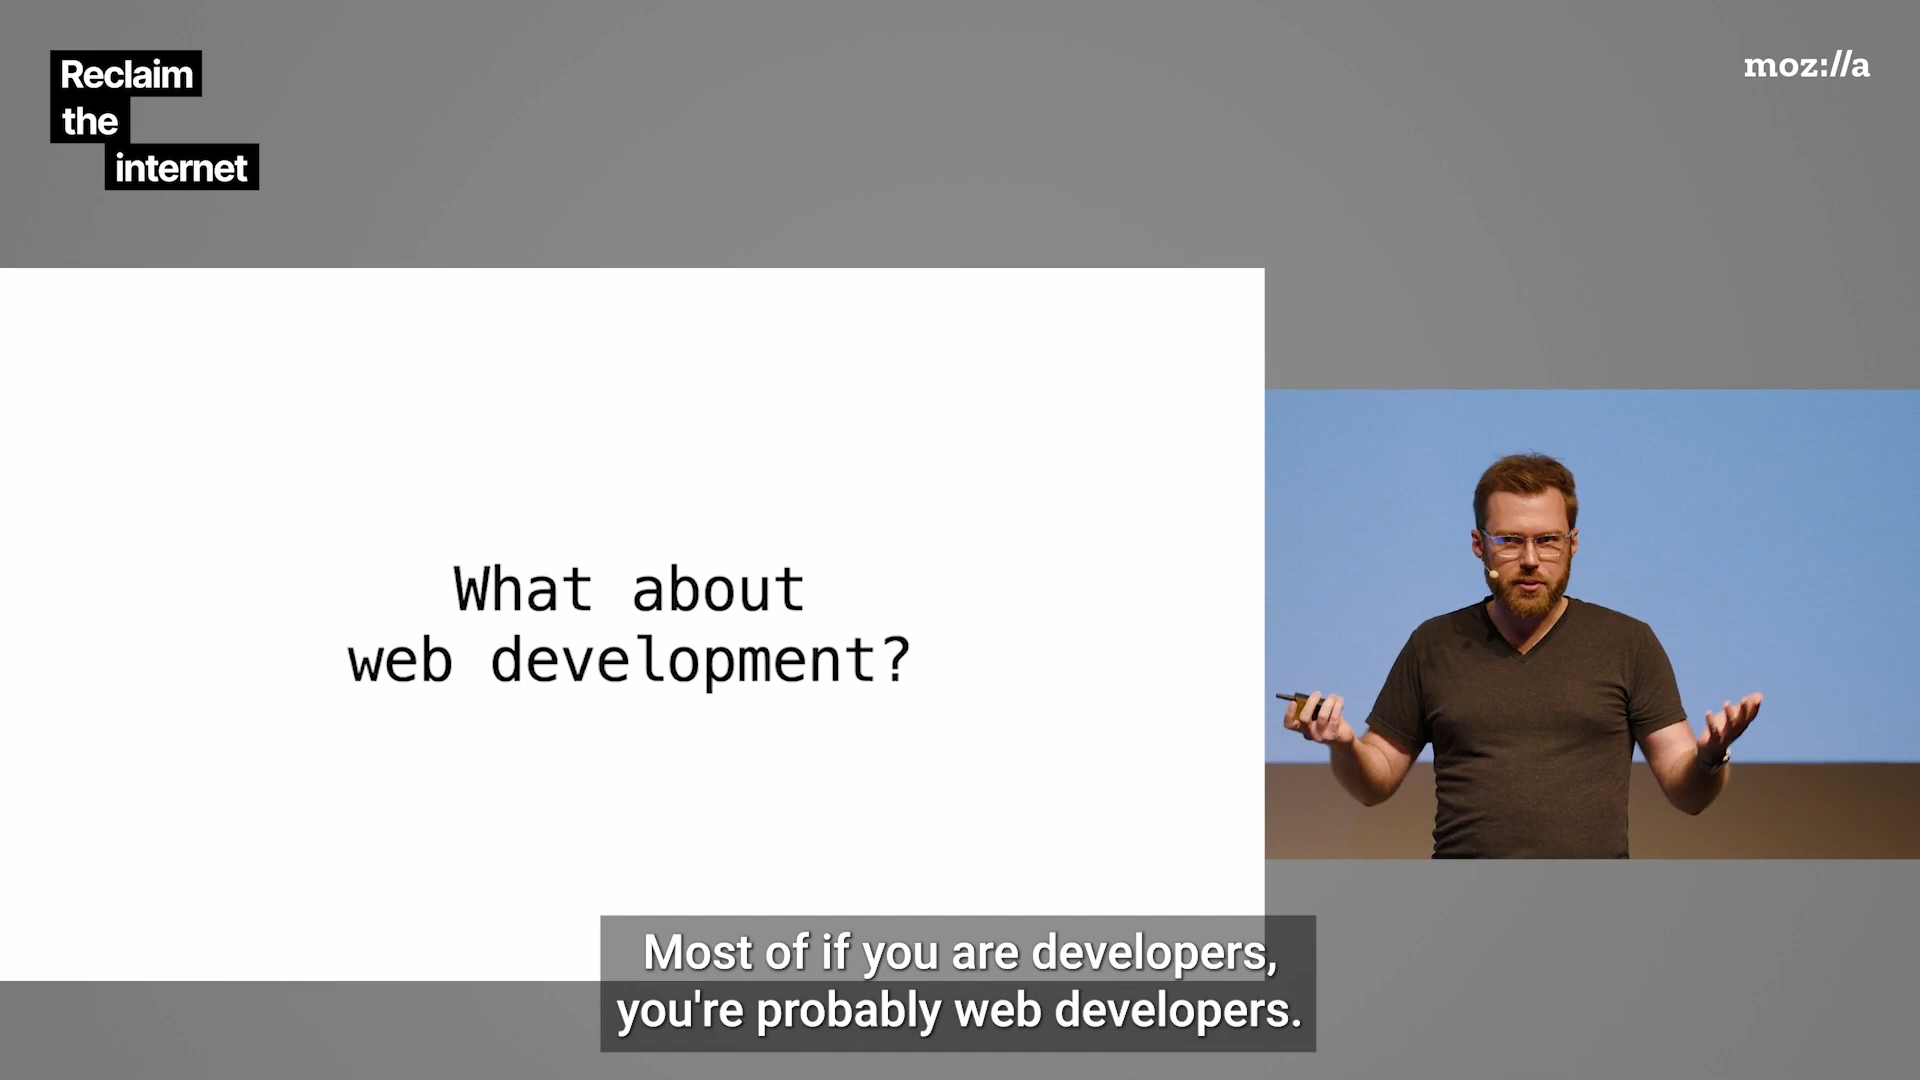 Reclaim
the
internet
moz://a
What about
web development?
Most of if you are developers,
you're probably web developers.